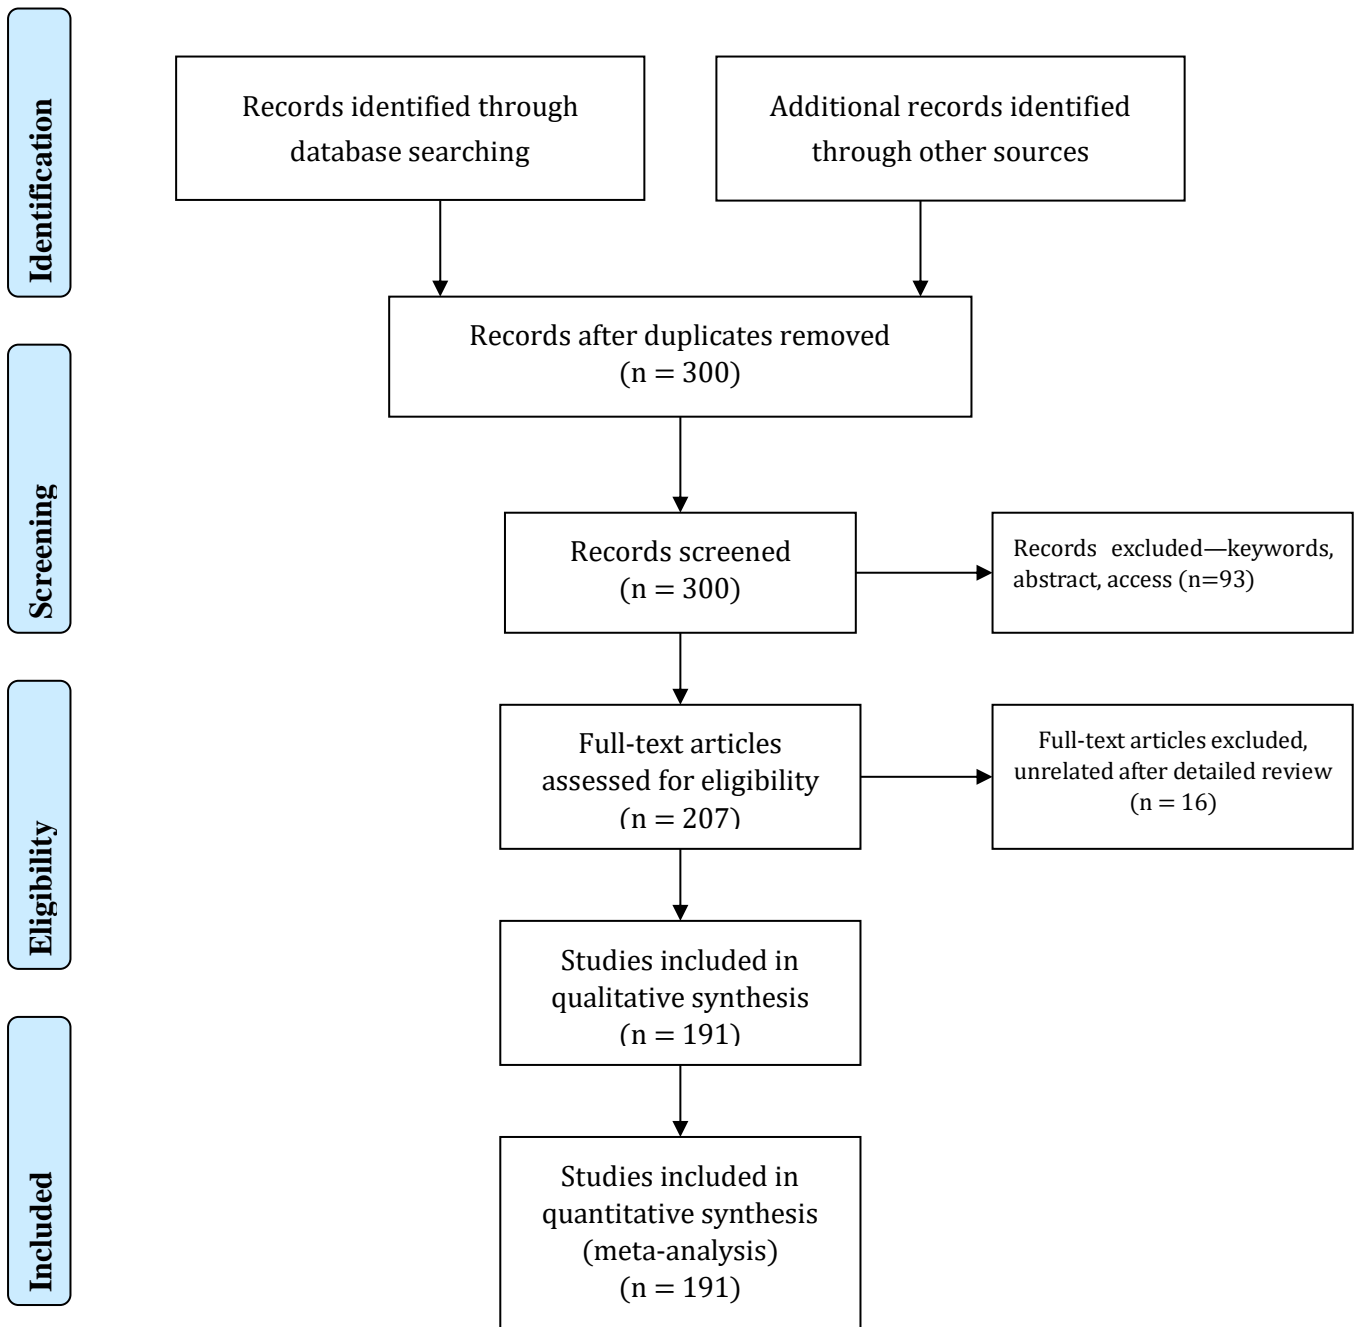 Identification
Records identified through
database searching
Additional records identified
through other sources
Records after duplicates removed
(n = 300)
Screening
Records screened
(n = 300)
Records excluded—keywords,
abstract, access (n=93)
Eligibility
Full-text articles
assessed for eligibility
(n = 207)
Full-text articles excluded,
unrelated after detailed review
(n = 16)
Studies included in
qualitative synthesis
(n = 191)
Included
Studies included in
quantitative synthesis
(meta-analysis)
(n = 191)